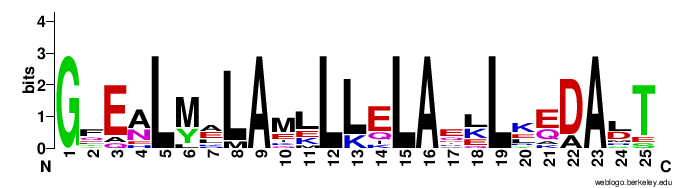 4
3
bits
2
1
0
G E A L M A L A M L L L E L A E L L K E D A L T
N 1 2 3 4 5 6 7 8 9 10 11 12 13 14 15 16 17 18 19 20 21 22 23 24 25 C
weblogo.berkeley.edu